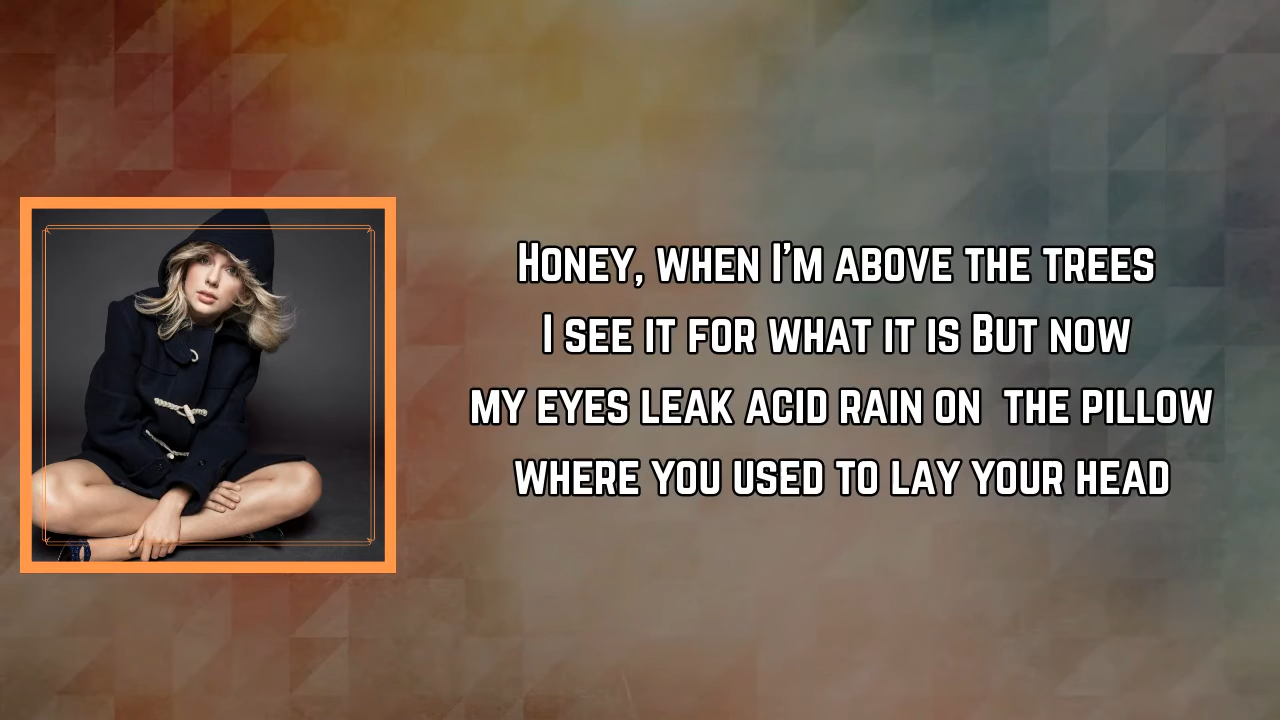 Honey, when I'm above the trees
I see it for what it is But now
my eyes leak acid rain on  the pillow
where you used to lay your head